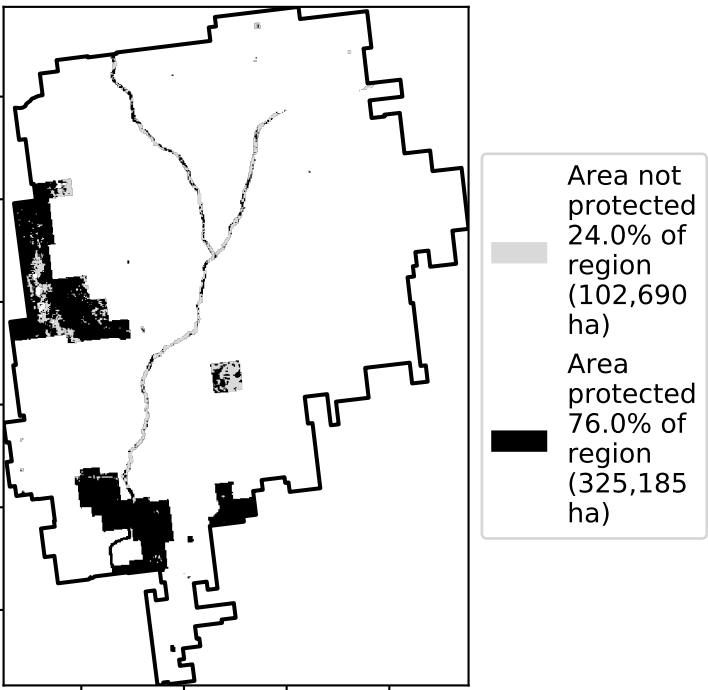 Area not
protected
24.0% of
region
(102,690
ha)
Area
protected
76.0% of
region
(325,185
ha)